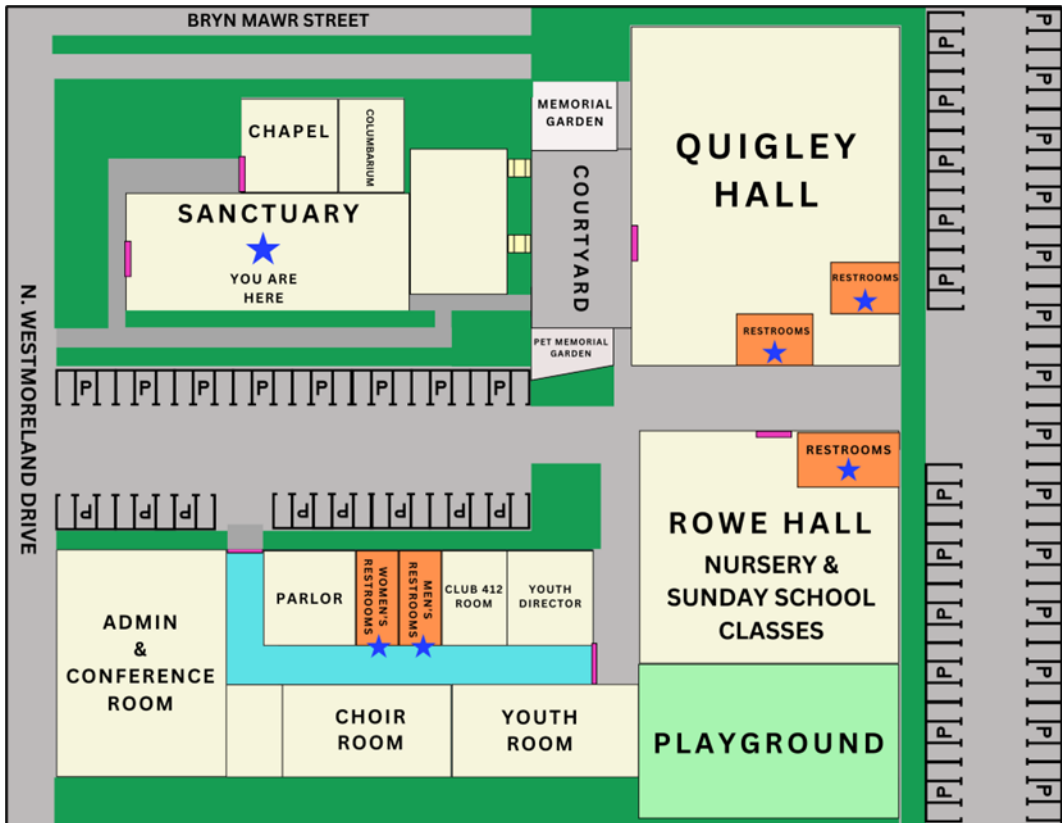 BRYN MAWR STREET
N. WESTMORELAND DRIVE
CHAPEL
COLUMBARIUM
SANCTUARY
YOU ARE
HERE
MEMORIAL
GARDEN
COURTYARD
PET MEMORIAL
GARDEN
QUIGLEY
HALL
RESTROOMS
RESTROOMS
P P P P P P P P
P P P P P P P P
ADMIN
&
CONFERENCE
ROOM
PARLOR
WOMEN'S
RESTROOMS
MEN'S
RESTROOMS
CLUB 412
ROOM
YOUTH
DIRECTOR
CHOIR
ROOM
YOUTH
ROOM
RESTROOMS
ROWE HALL
NURSERY &
SUNDAY SCHOOL
CLASSES
PLAYGROUND
P P P P P
P P P P P P
P P P P P P P P P P P P P P